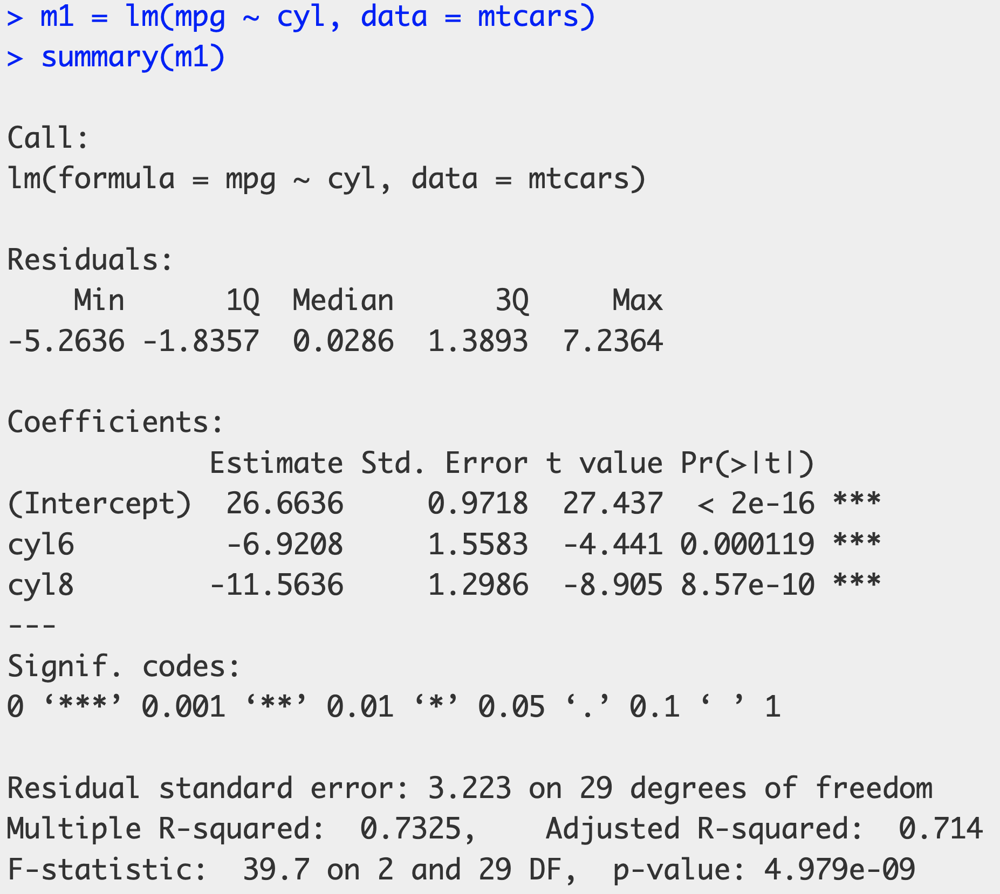 > m1 = lm(mpg ~ cyl, data = mtcars)
> summary(m1)
Call:
lm(formula = mpg ~ cyl, data = mtcars)
Residuals:
    Min      1Q  Median      3Q     Max
-5.2636 -1.8357  0.0286  1.3893  7.2364
Coefficients:
            Estimate Std. Error t value Pr(>|t|)
(Intercept)  26.6636     0.9718  27.437  < 2e-16 ***
cyl6         -6.9208     1.5583  -4.441 0.000119 ***
cyl8        -11.5636     1.2986  -8.905 8.57e-10 ***
---
Signif. codes:
0 ‘***’ 0.001 ‘**’ 0.01 ‘*’ 0.05 ‘.’ 0.1 ‘ ’ 1
Residual standard error: 3.223 on 29 degrees of freedom
Multiple R-squared:  0.7325,    Adjusted R-squared:  0.714
F-statistic:  39.7 on 2 and 29 DF,  p-value: 4.979e-09